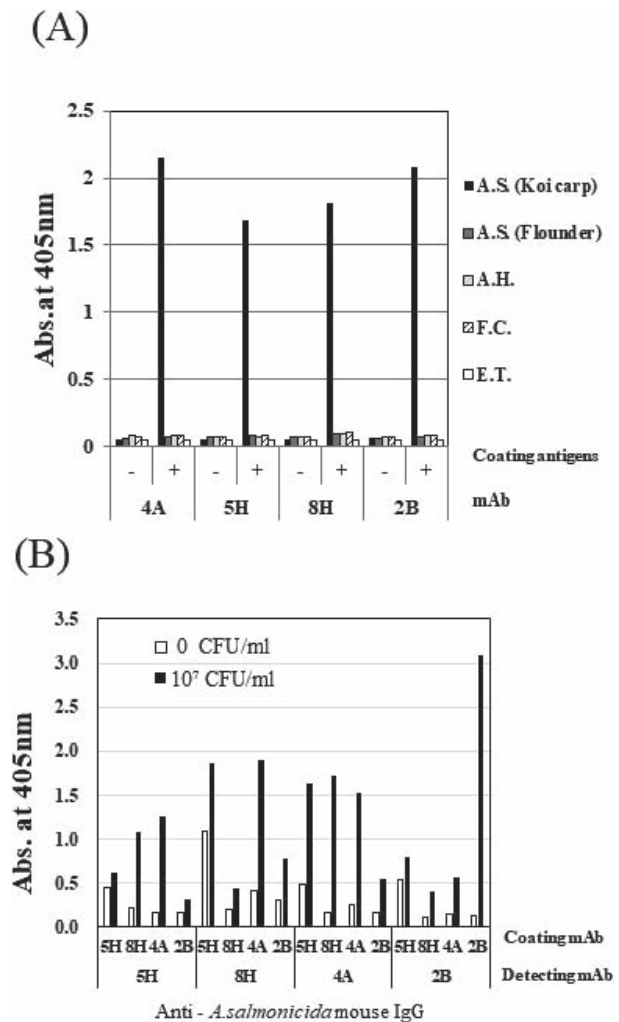 (A)
2.5
2
1.5
1
0.5
0
Abs.at 405nm
A.S. (Koi carp)
A.S. (Flounder)
A.H.
F.C.
E.T.
- + - + - + - + Coating antigens
4A 5H 8H 2B mAb
(B)
3.5
3.0
2.5
2.0
1.5
1.0
0.5
0.0
Abs. at 405nm
0 CFU/ml
10⁷ CFU/ml
5H 8H 4A 2B 5H 8H 4A 2B 5H 8H 4A 2B 5H 8H 4A 2B Coating mAb
5H 8H 4A 2B Detecting mAb
Anti - A.salmonicida mouse IgG